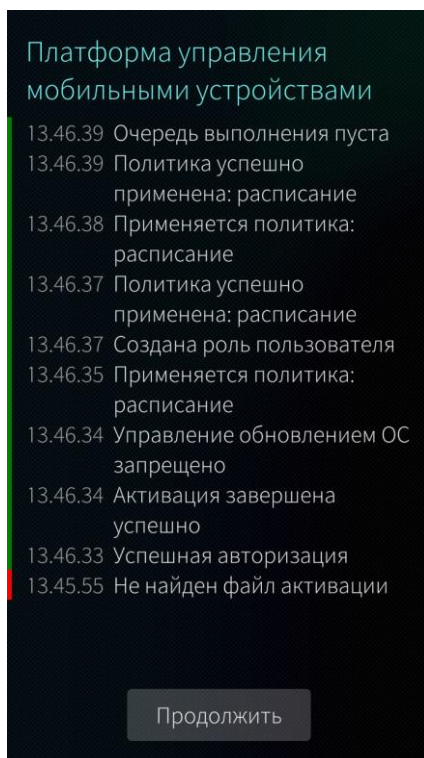 Платформа управления
мобильными устройствами
13.46.39 Очередь выполнения пуста
13.46.39 Политика успешно
применена: расписание
13.46.38 Применяется политика:
расписание
13.46.37 Политика успешно
применена: расписание
13.46.37 Создана роль пользователя
13.46.35 Применяется политика:
расписание
13.46.34 Управление обновлением ОС
запрещено
13.46.34 Активация завершена
успешно
13.46.33 Успешная авторизация
13.45.55 Не найден файл активации
Продолжить